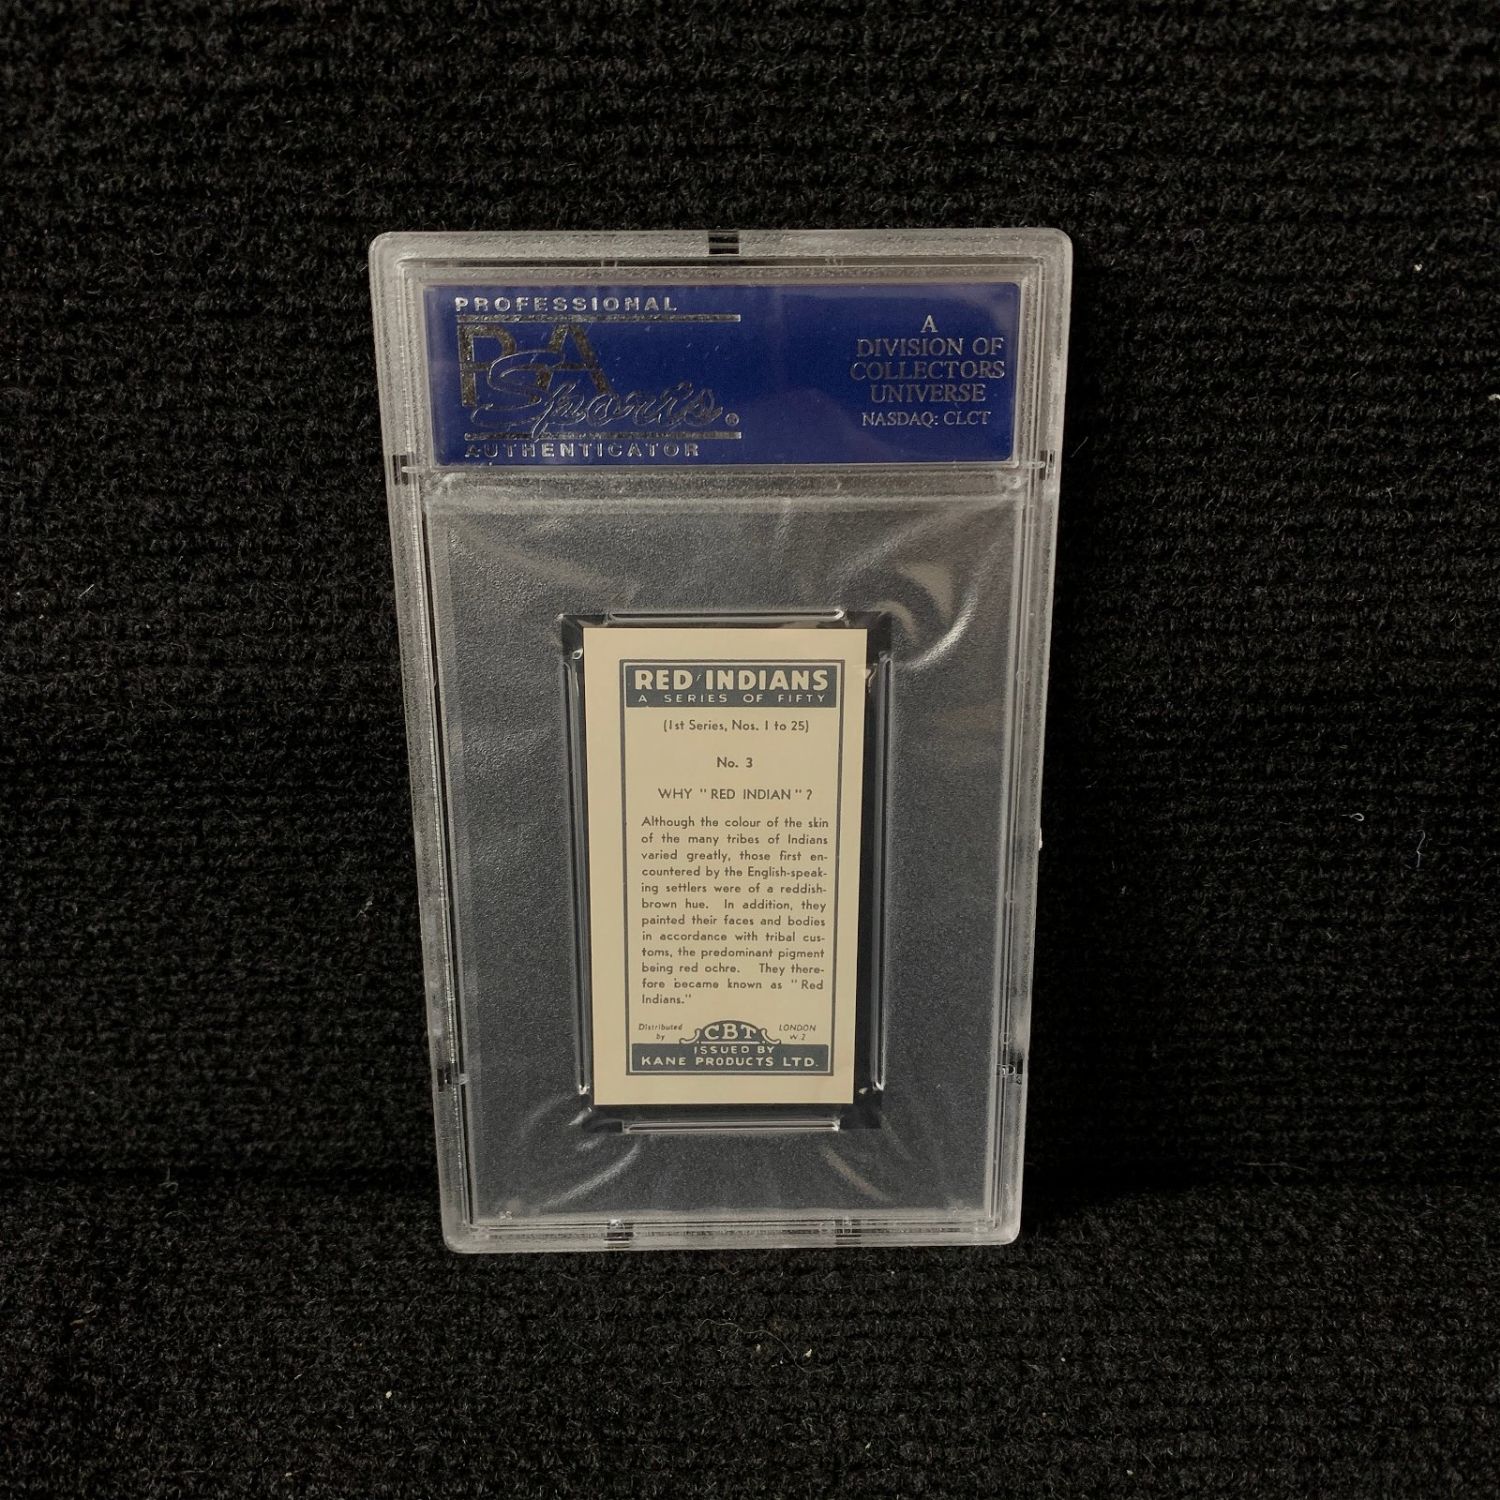 PROFESSIONAL
PSA
Sports®
AUTHENTICATOR
A
DIVISION OF
COLLECTORS
UNIVERSE
NASDAQ: CLCT
RED INDIANS
A SERIES OF FIFTY
(1st Series, Nos. 1 to 25)
No. 3
WHY "RED INDIAN"?
Although the colour of the skin
of the many tribes of Indians
varied greatly, those first en-
countered by the English-speak-
ing settlers were of a reddish-
brown hue. In addition, they
painted their faces and bodies
in accordance with tribal cus-
toms, the predominant pigment
being red ochre. They there-
fore became known as "Red
Indians."
Distributed
by
CBT
LONDON
W.2
ISSUED BY
KANE PRODUCTS LTD.